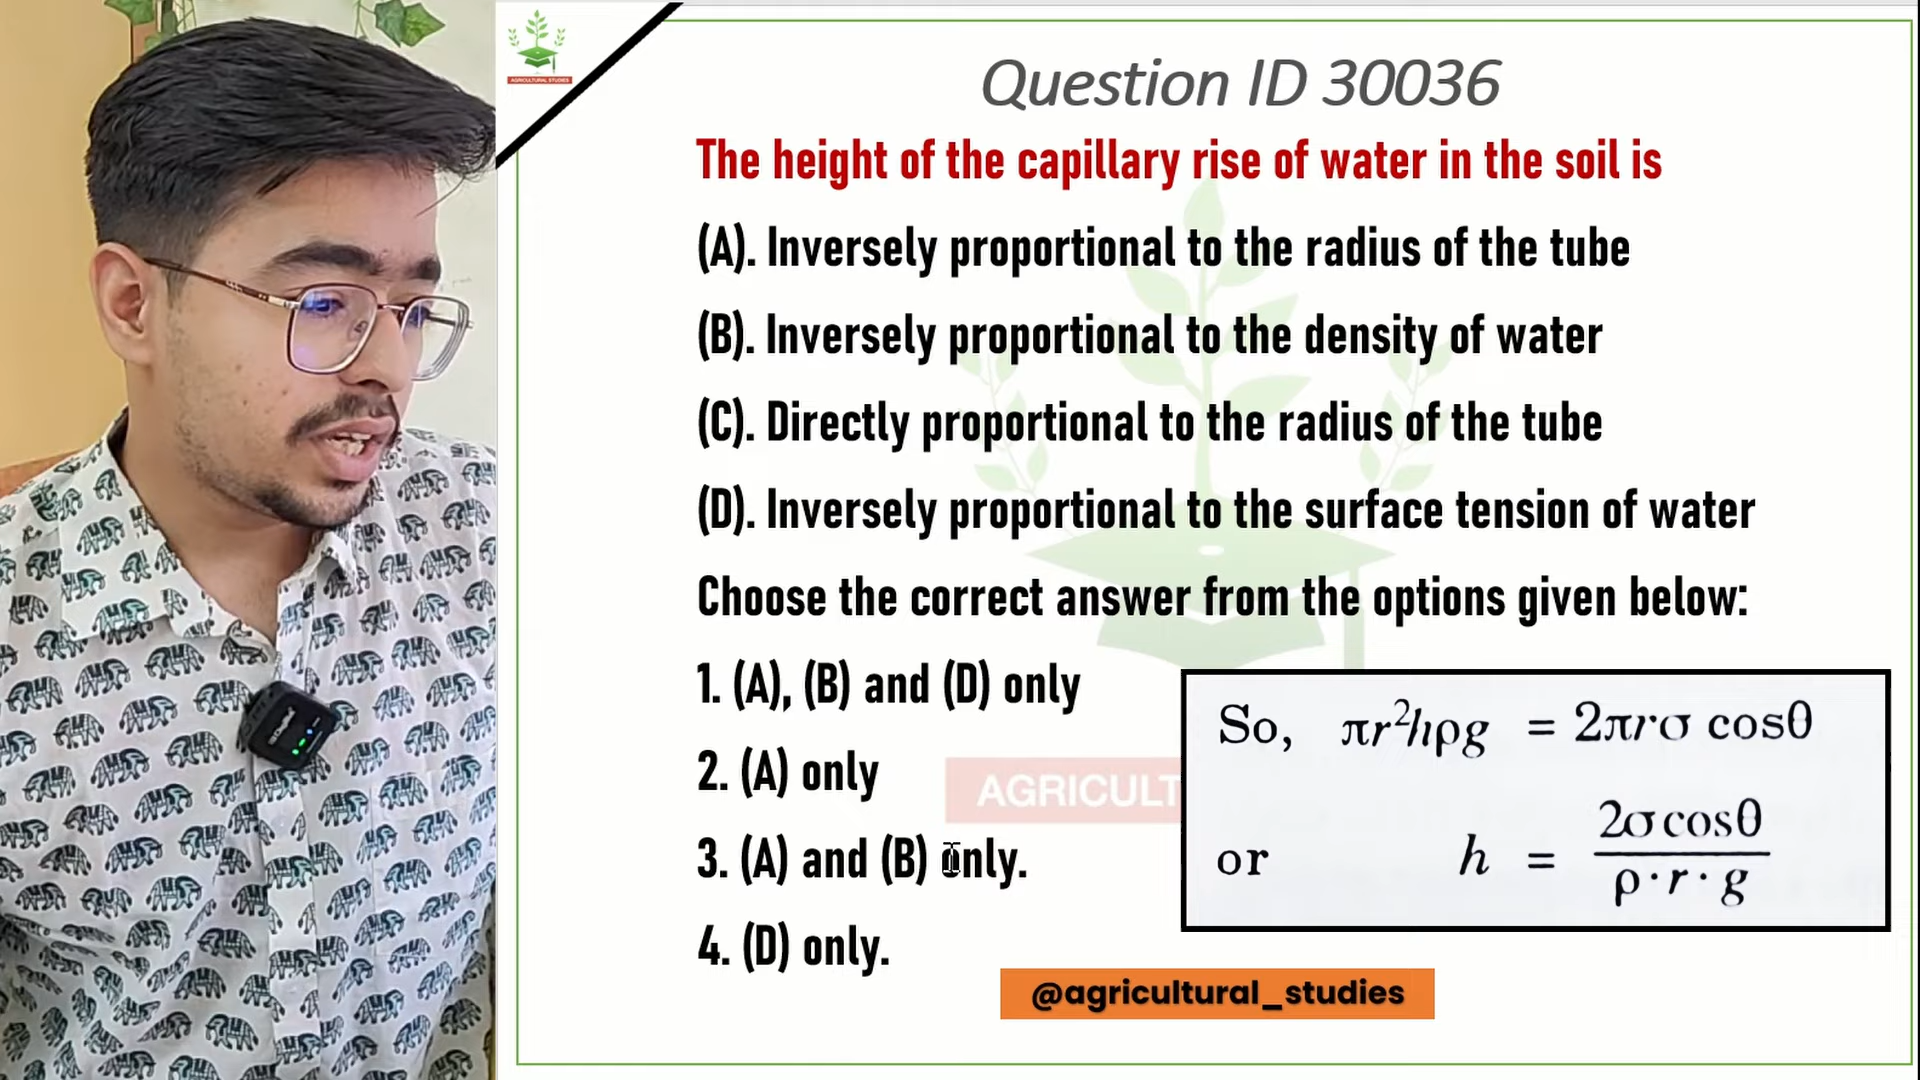 AGRICULTURAL STUDIES
Question ID 30036
The height of the capillary rise of water in the soil is
(A). Inversely proportional to the radius of the tube
(B). Inversely proportional to the density of water
(C). Directly proportional to the radius of the tube
(D). Inversely proportional to the surface tension of water
Choose the correct answer from the options given below:
1. (A), (B) and (D) only
2. (A) only
3. (A) and (B) only.
4. (D) only.
AGRICULT
So, πr²hρg = 2πrσ cosθ
or h = 2σcosθ / ρ·r·g
@agricultural_studies